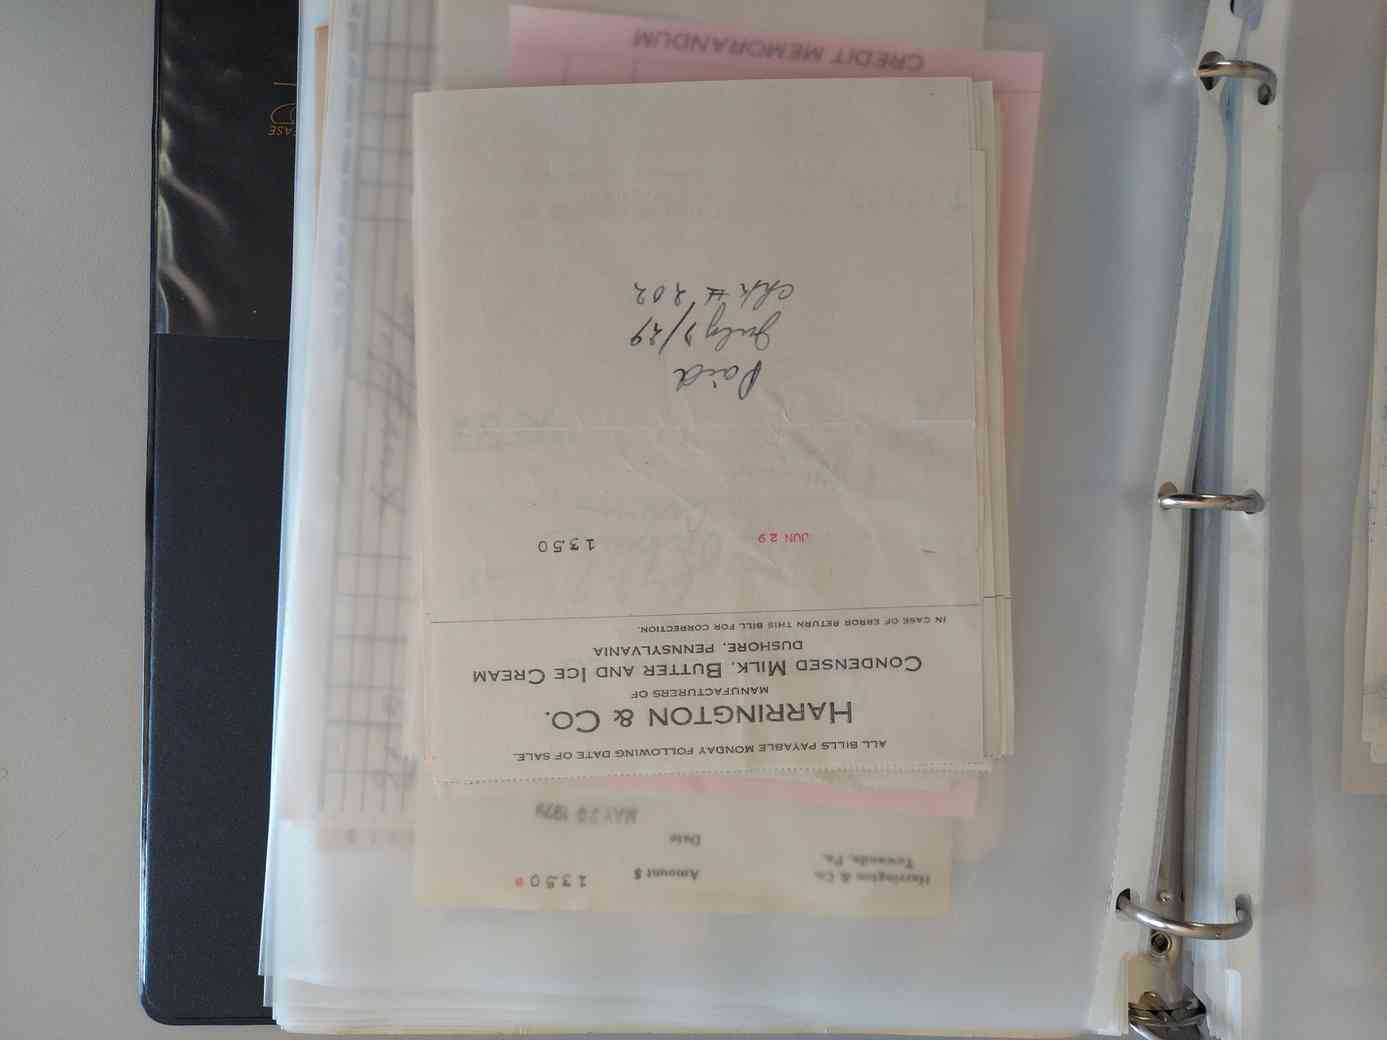 ALL BILLS PAYABLE MONDAY FOLLOWING DATE OF SALE.
HARRINGTON & CO.
MANUFACTURERS OF
CONDENSED MILK, BUTTER AND ICE CREAM
DUSHORE, PENNSYLVANIA
IN CASE OF ERROR RETURN THIS BILL FOR CORRECTION.
JUN 29 1350
Paid
July 3/29
Chk # 202
Harrington & Co.
Towanda, Pa.
Amount $ 1350
Date MAY 20 1929
CREDIT MEMORANDUM